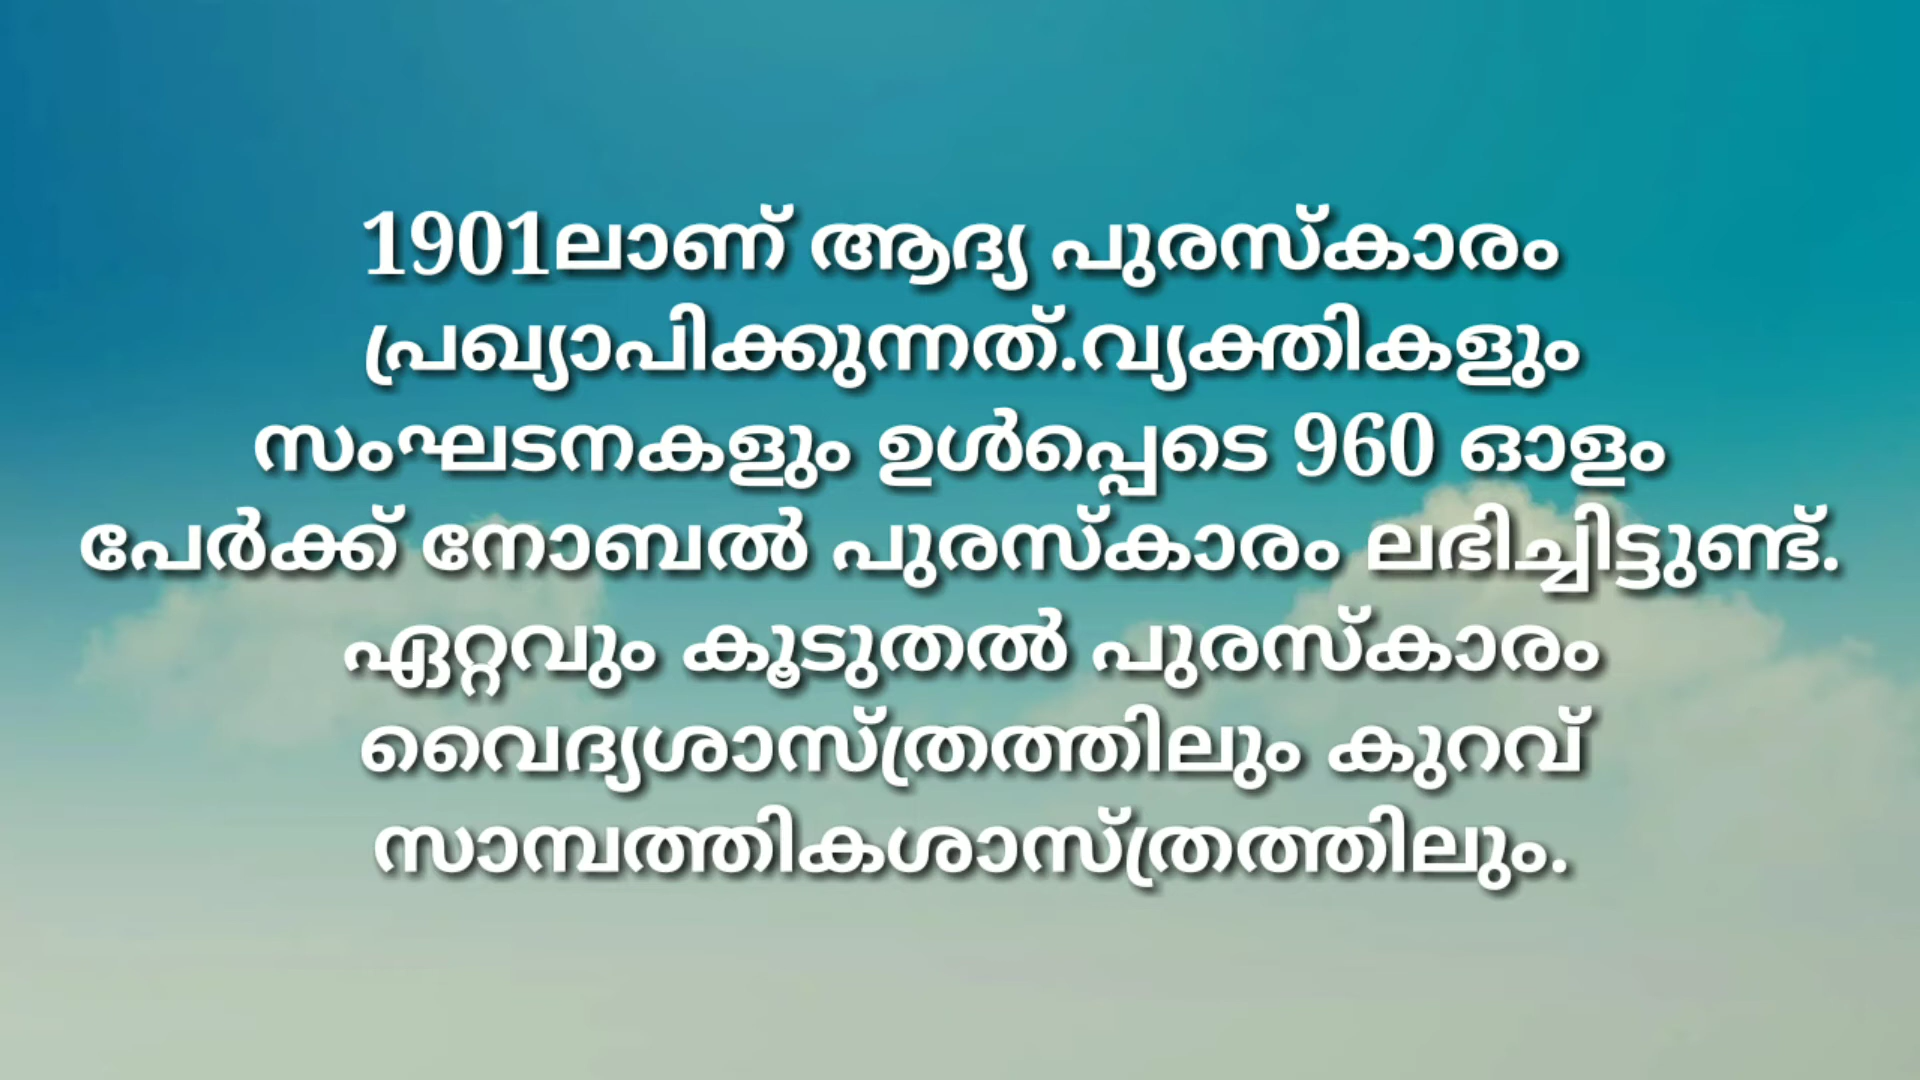 1901ലാണ് ആദ്യ പുരസ്കാരം
പ്രഖ്യാപിക്കുന്നത്.വ്യക്തികളും
സംഘടനകളും ഉൾപ്പെടെ 960 ഓളം
പേർക്ക് നോബൽ പുരസ്കാരം ലഭിച്ചിട്ടുണ്ട്.
ഏറ്റവും കൂടുതൽ പുരസ്കാരം
വൈദ്യശാസ്ത്രത്തിലും കുറവ്
സാമ്പത്തികശാസ്ത്രത്തിലും.